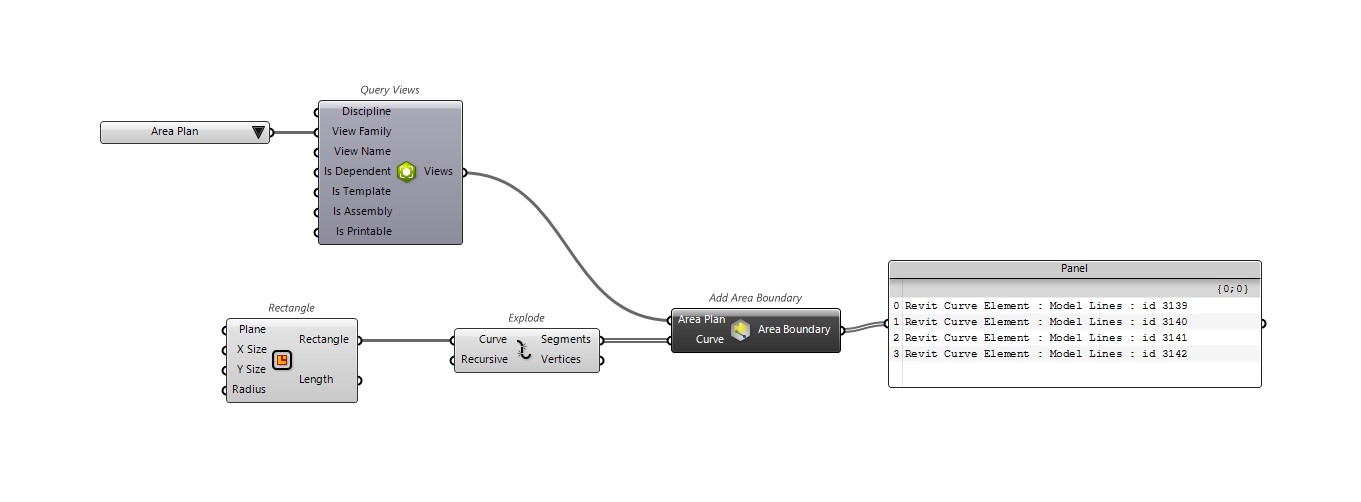 Query Views
Discipline
Area Plan
View Family
View Name
Is Dependent
Views
Is Template
Is Assembly
Is Printable
Rectangle
Plane
Rectangle
X Size
Y Size
Length
Radius
Explode
Curve
Segments
Recursive
Vertices
Add Area Boundary
Area Plan
Area Boundary
Curve
Panel
{0;0}
0 Revit Curve Element : Model Lines : id 3139
1 Revit Curve Element : Model Lines : id 3140
2 Revit Curve Element : Model Lines : id 3141
3 Revit Curve Element : Model Lines : id 3142